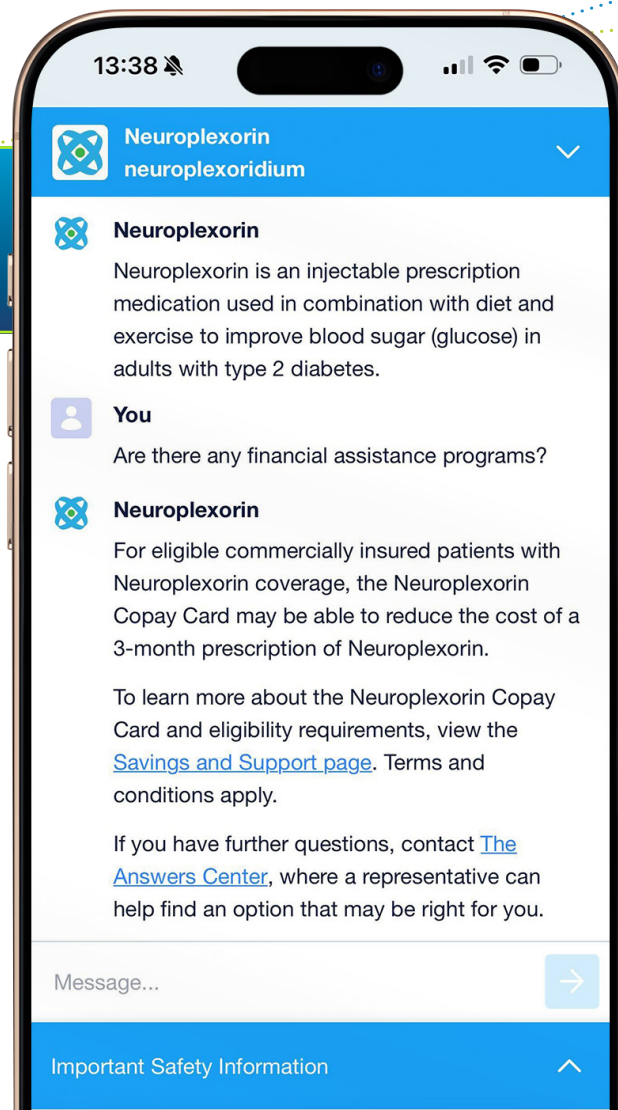 13:38
Neuroplexorin
neuroplexoridium
Neuroplexorin
Neuroplexorin is an injectable prescription
medication used in combination with diet and
exercise to improve blood sugar (glucose) in
adults with type 2 diabetes.
You
Are there any financial assistance programs?
Neuroplexorin
For eligible commercially insured patients with
Neuroplexorin coverage, the Neuroplexorin
Copay Card may be able to reduce the cost of a
3-month prescription of Neuroplexorin.
To learn more about the Neuroplexorin Copay
Card and eligibility requirements, view the
Savings and Support page. Terms and
conditions apply.
If you have further questions, contact The
Answers Center, where a representative can
help find an option that may be right for you.
Message...
Important Safety Information